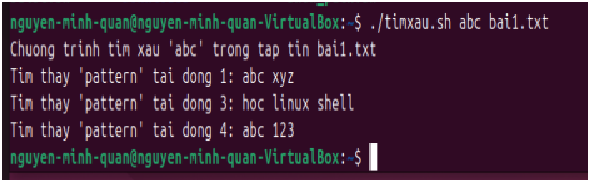 nguyen-minh-quan@nguyen-minh-quan-VirtualBox:~$ ./timxau.sh abc bai1.txt
Chuong trinh tim xau 'abc' trong tap tin bai1.txt
Tim thay 'pattern' tai dong 1: abc xyz
Tim thay 'pattern' tai dong 3: hoc linux shell
Tim thay 'pattern' tai dong 4: abc 123
nguyen-minh-quan@nguyen-minh-quan-VirtualBox:~$